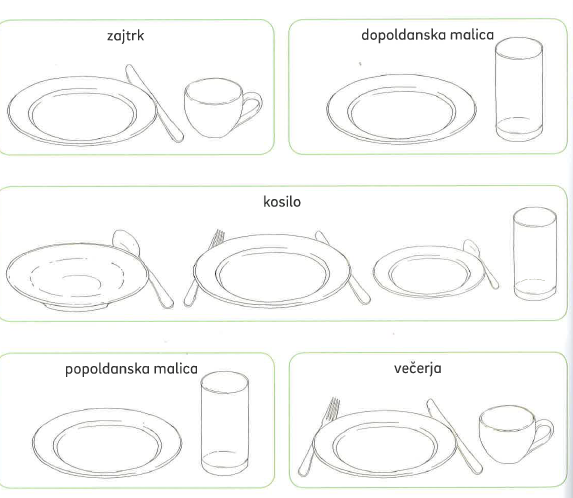 zajtrk
dopoldanska malica
kosilo
popoldanska malica
večerja